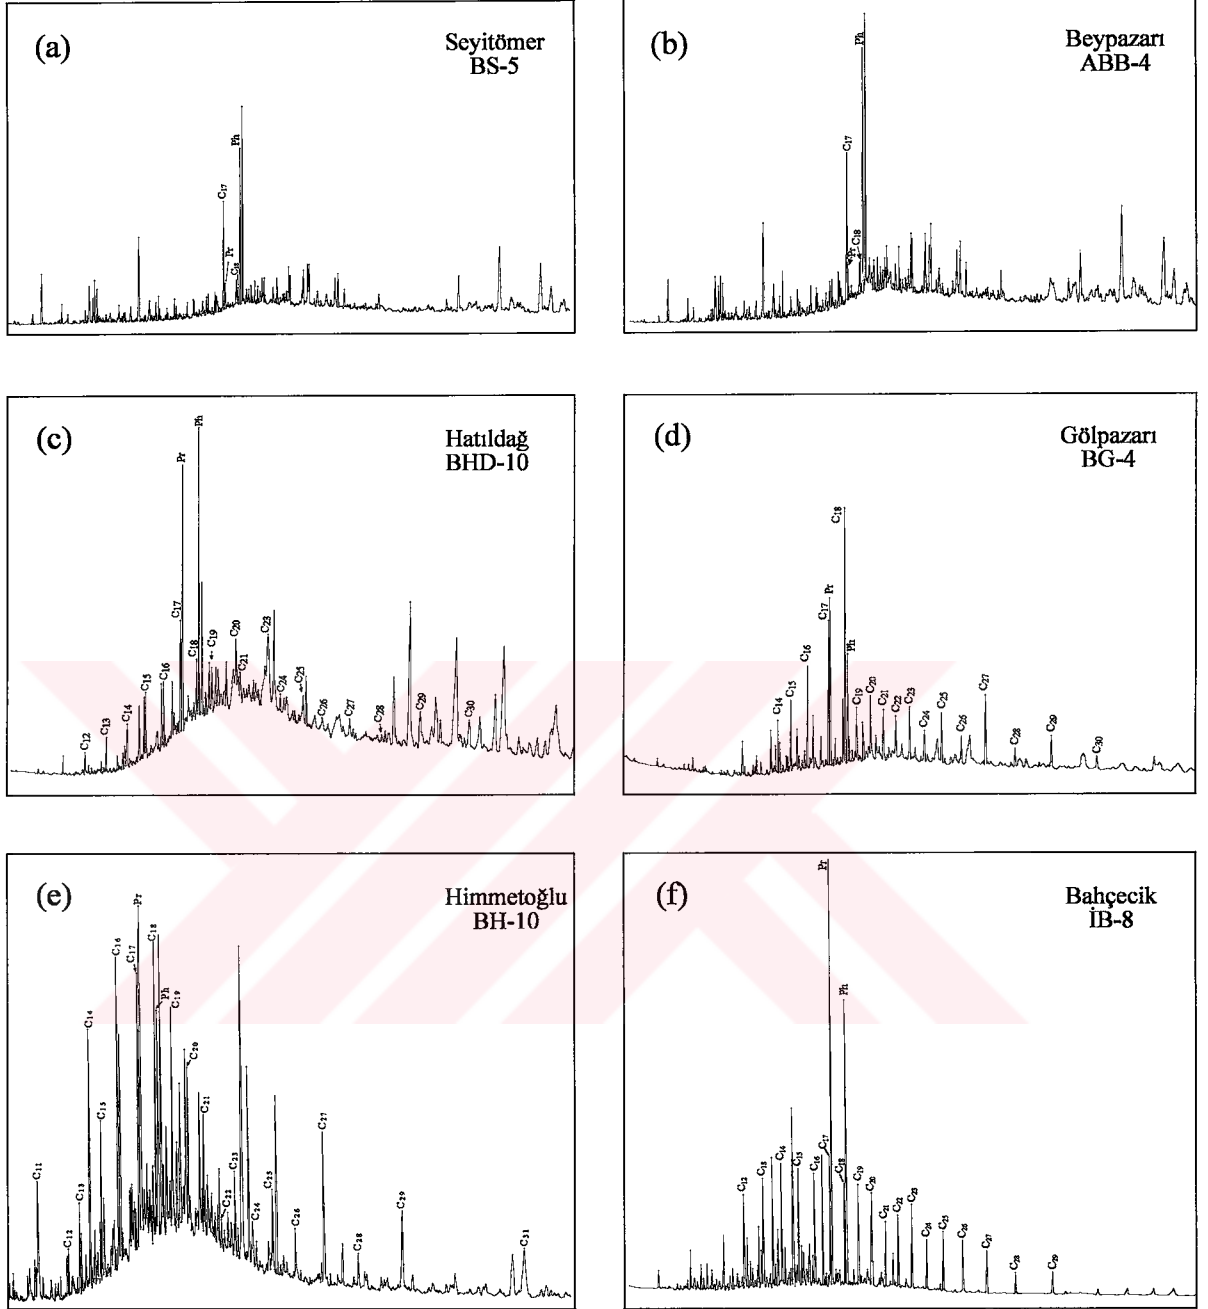 (a)
Seyitömer
BS-5
C17
Pr
C18
Ph
(b)
Beypazarı
ABB-4
C17
Pr
C18
Ph
(c)
Hatıldağ
BHD-10
C12
C13
C14
C15
C16
C17
Pr
C18
Ph
C19
C20
C21
C23
C24
C25
C26
C27
C28
C29
C30
(d)
Gölpazarı
BG-4
C14
C15
C16
C17
Pr
C18
Ph
C19
C20
C21
C22
C23
C24
C25
C26
C27
C28
C29
C30
(e)
Himmetoğlu
BH-10
C11
C12
C13
C14
C15
C16
C17
Pr
C18
Ph
C19
C20
C21
C22
C23
C24
C25
C26
C27
C28
C29
C31
(f)
Bahçecik
İB-8
C12
C13
C14
C15
C16
C17
Pr
C18
Ph
C19
C20
C21
C22
C23
C24
C25
C26
C27
C28
C29